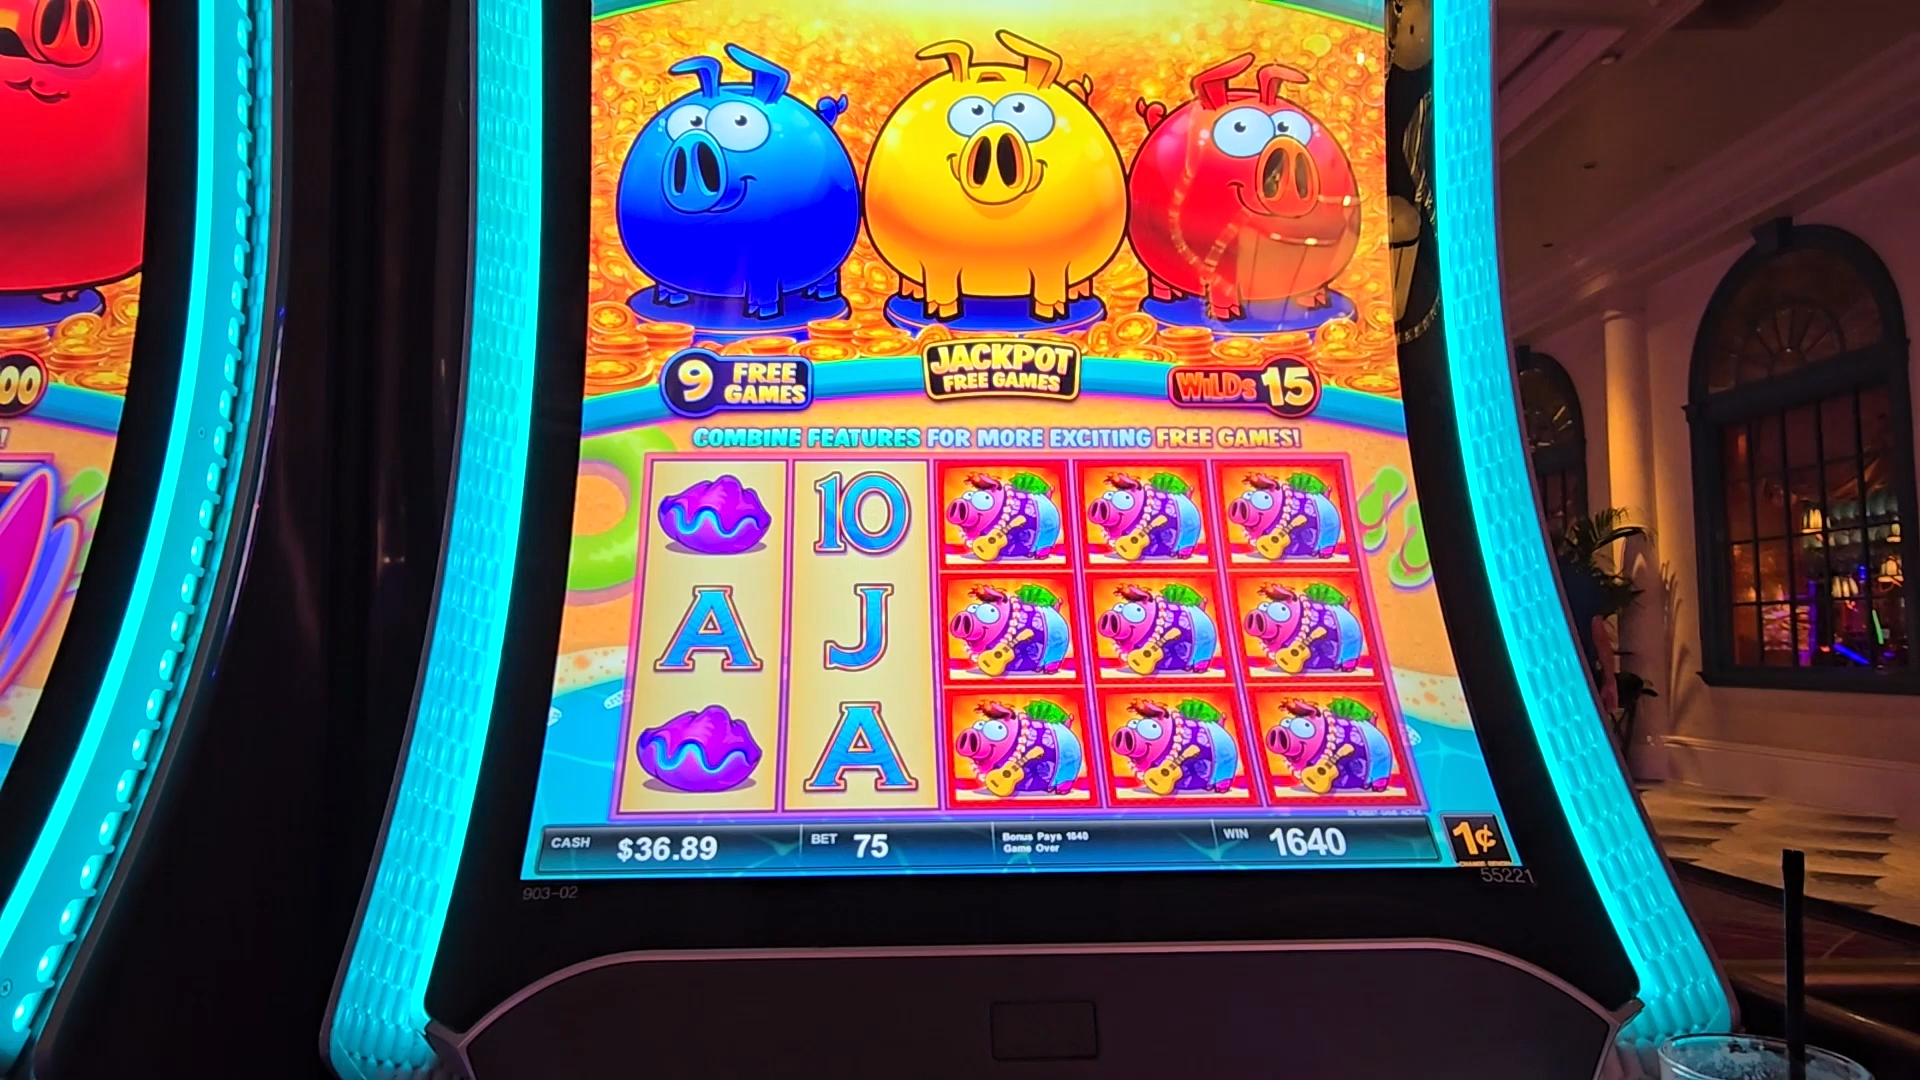 00
!
9 FREE GAMES
JACKPOT
FREE GAMES
WILDS 15
COMBINE FEATURES FOR MORE EXCITING FREE GAMES!
10
A
J
A
CASH $36.89
BET 75
Bonus Pays 1640
Game Over
WIN 1640
1¢
903-02
55221